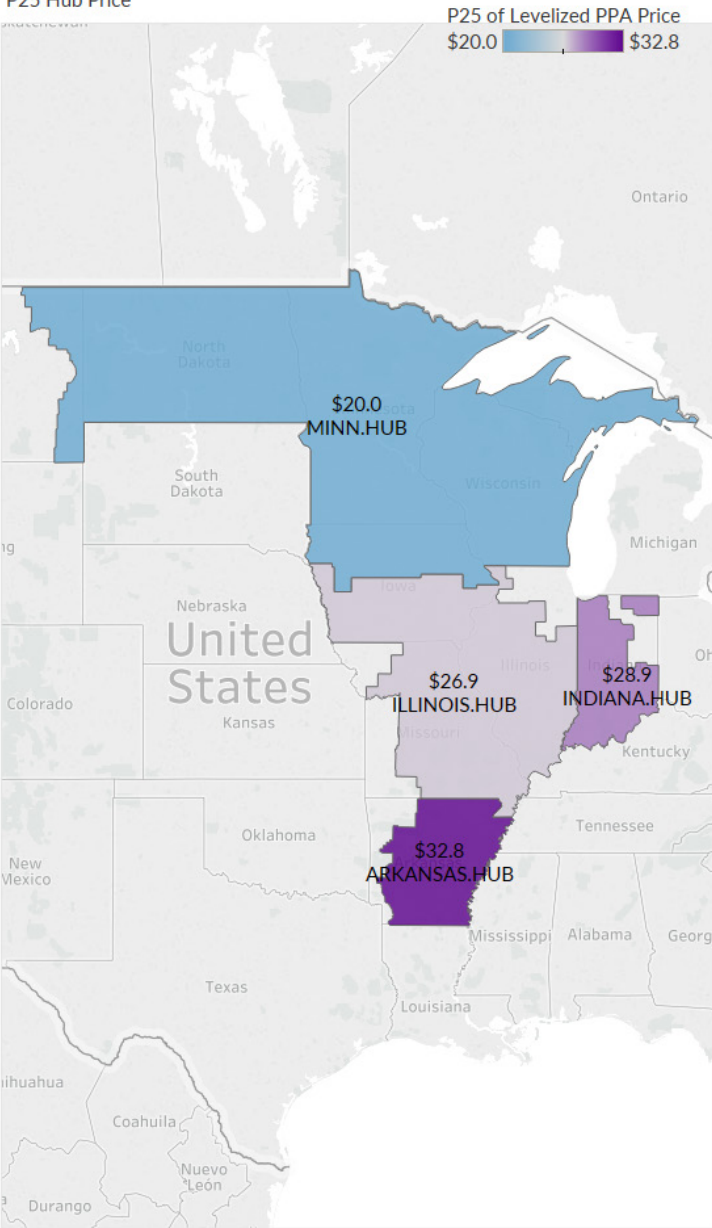 P25 Hub Price
P25 of Levelized PPA Price
$20.0
$32.8
Ontario
North
Dakota
$20.0
MINN.HUB
South
Dakota
Wisconsin
Michigan
Iowa
Nebraska
United
States
Illinois
$28.9
INDIANA.HUB
$26.9
ILLINOIS.HUB
Colorado
Kansas
Missouri
Kentucky
Oklahoma
Tennessee
$32.8
ARKANSAS.HUB
New
Mexico
Mississippi
Alabama
Georg
Texas
Louisiana
ihuahua
Coahuila
Nuevo
León
Durango